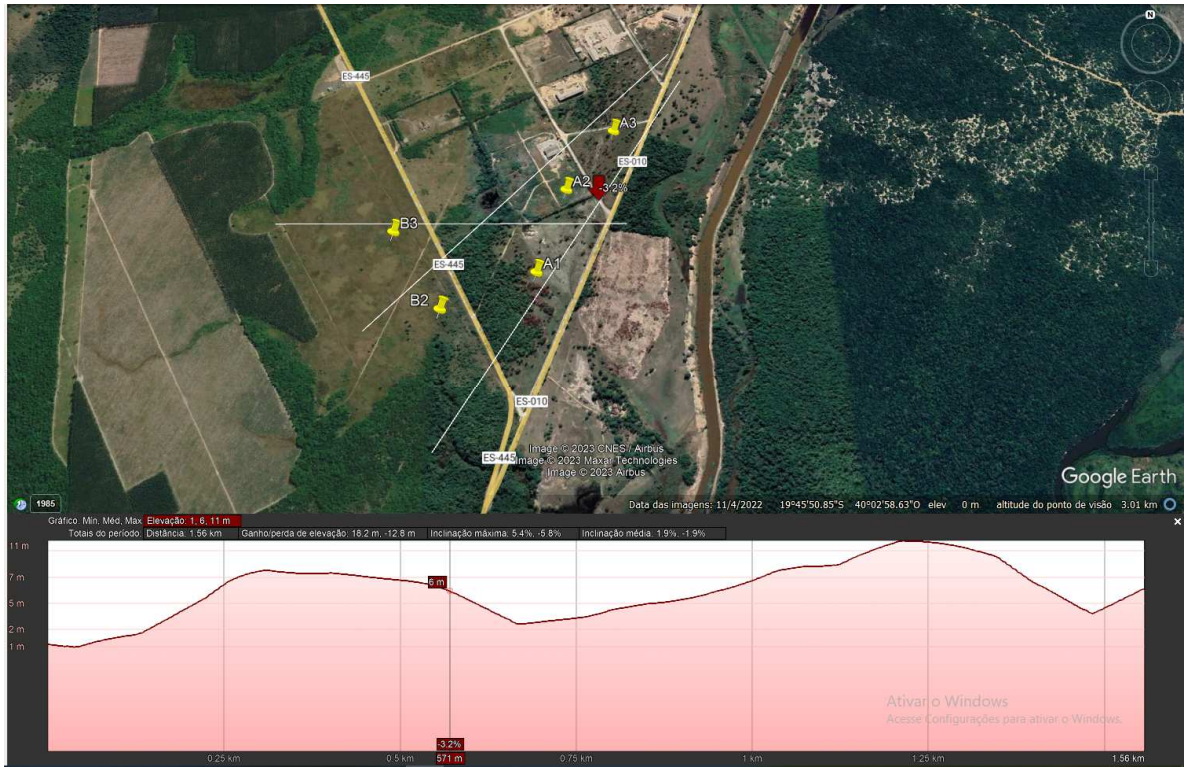 N
ES-445
A3
ES-010
A2
-3.2%
B3
ES-445
A1
B2
ES-010
ES-445
Image © 2023 CNES / Airbus
Image © 2023 Maxar Technologies
Image © 2023 Airbus
Google Earth
1985
Data das imagens: 11/4/2022 19°45'50.85"S 40°02'58.63"O elev 0 m altitude do ponto de visão 3.01 km
Gráfico: Mín, Méd, Máx Elevação: 1, 6, 11 m
Totais do período: Distância: 1.56 km Ganho/perda de elevação: 18.2 m, -12.8 m Inclinação máxima: 5.4%, -5.8% Inclinação média: 1.9%, -1.9%
11 m
7 m
6 m
5 m
2 m
1 m
Ativar o Windows
Acesse Configurações para ativar o Windows.
-3.2%
0.25 km 0.5 km 571 m 0.75 km 1 km 1.25 km 1.56 km